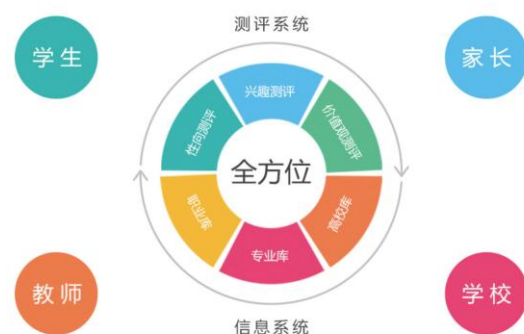 测评系统
学生
家长
兴趣测评
性向测评
价值观测评
全方位
职业库
高校库
专业库
教师
学校
信息系统